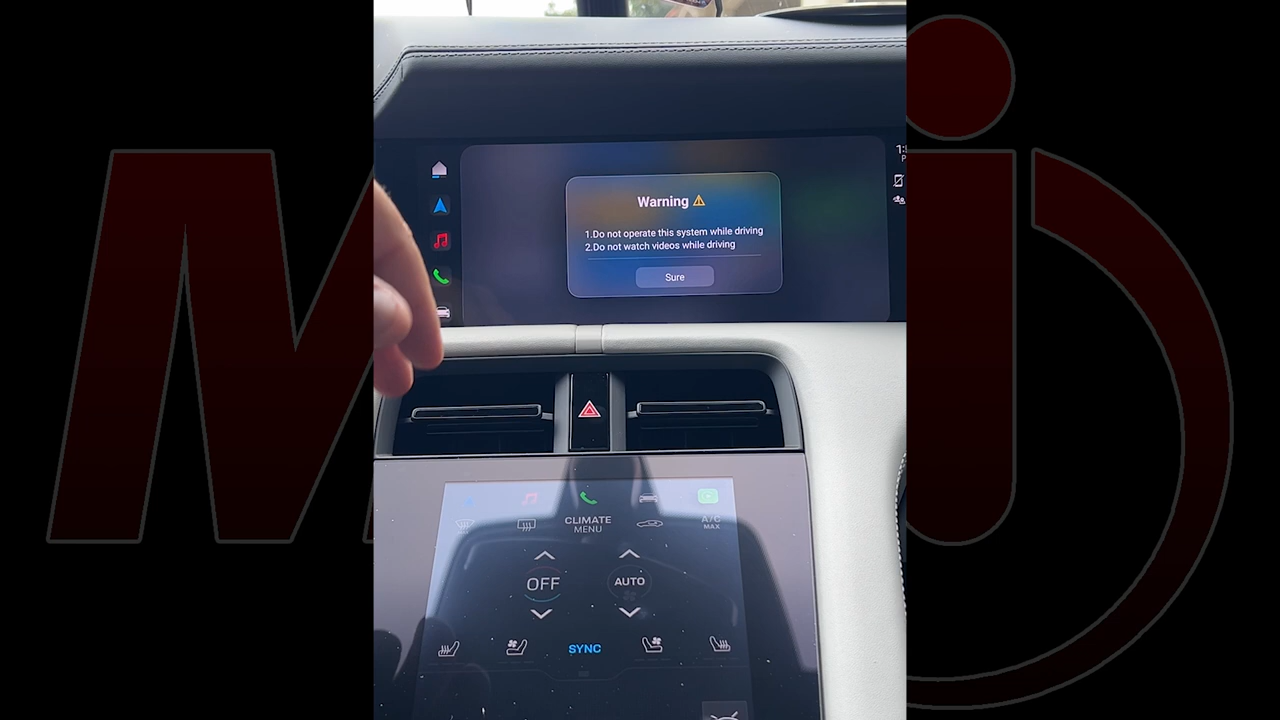 Warning
1.Do not operate this system while driving
2.Do not watch videos while driving
Sure
CLIMATE
MENU
A/C
MAX
OFF
AUTO
SYNC